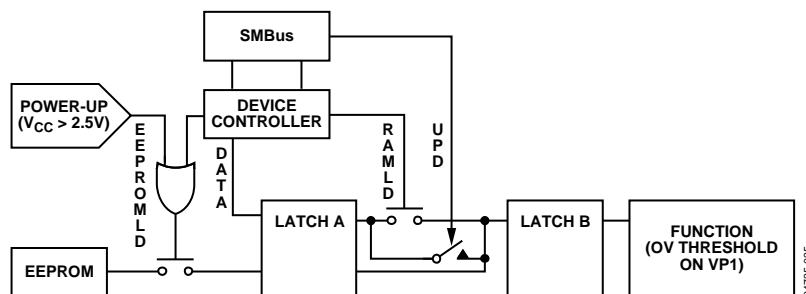 SMBus
POWER-UP
(VCC > 2.5V)
DEVICE
CONTROLLER
EEPROMLD
DATA
RAMLD
UPD
LATCH A
LATCH B
FUNCTION
(OV THRESHOLD
ON VP1)
EEPROM